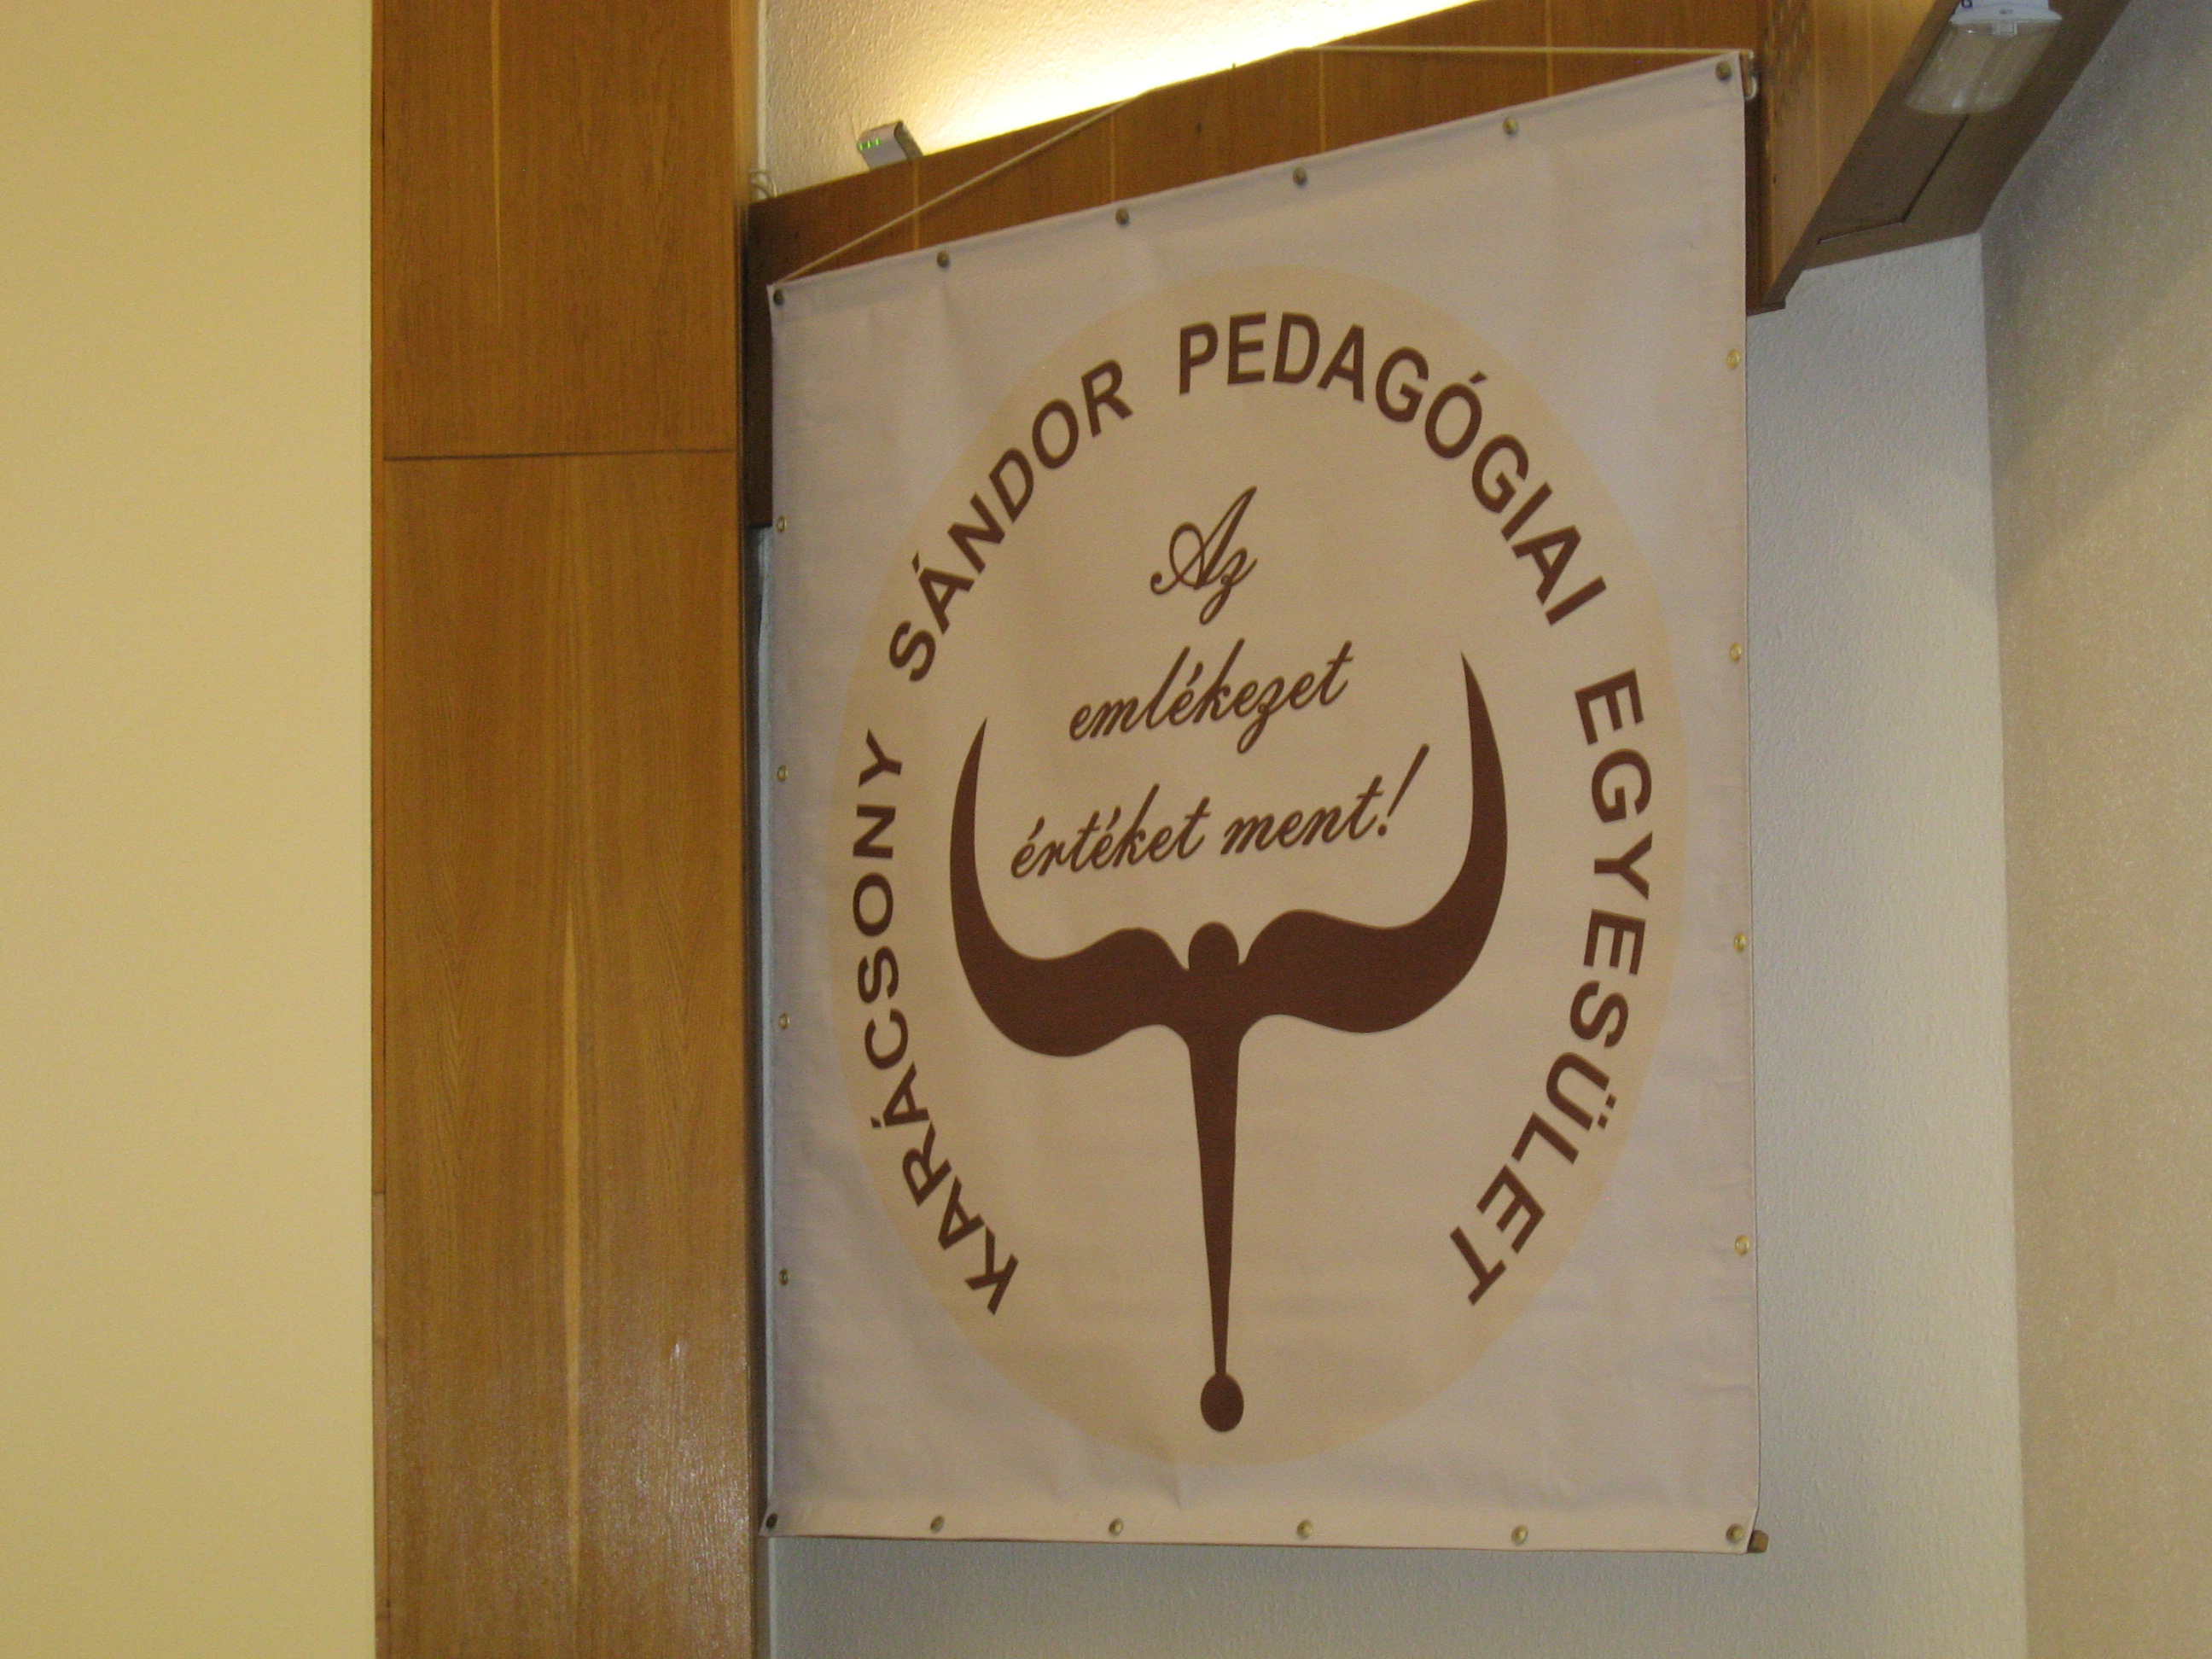 KARÁCSONY SÁNDOR PEDAGÓGIAI EGYESÜLET
Az
emlékezet
értéket ment!